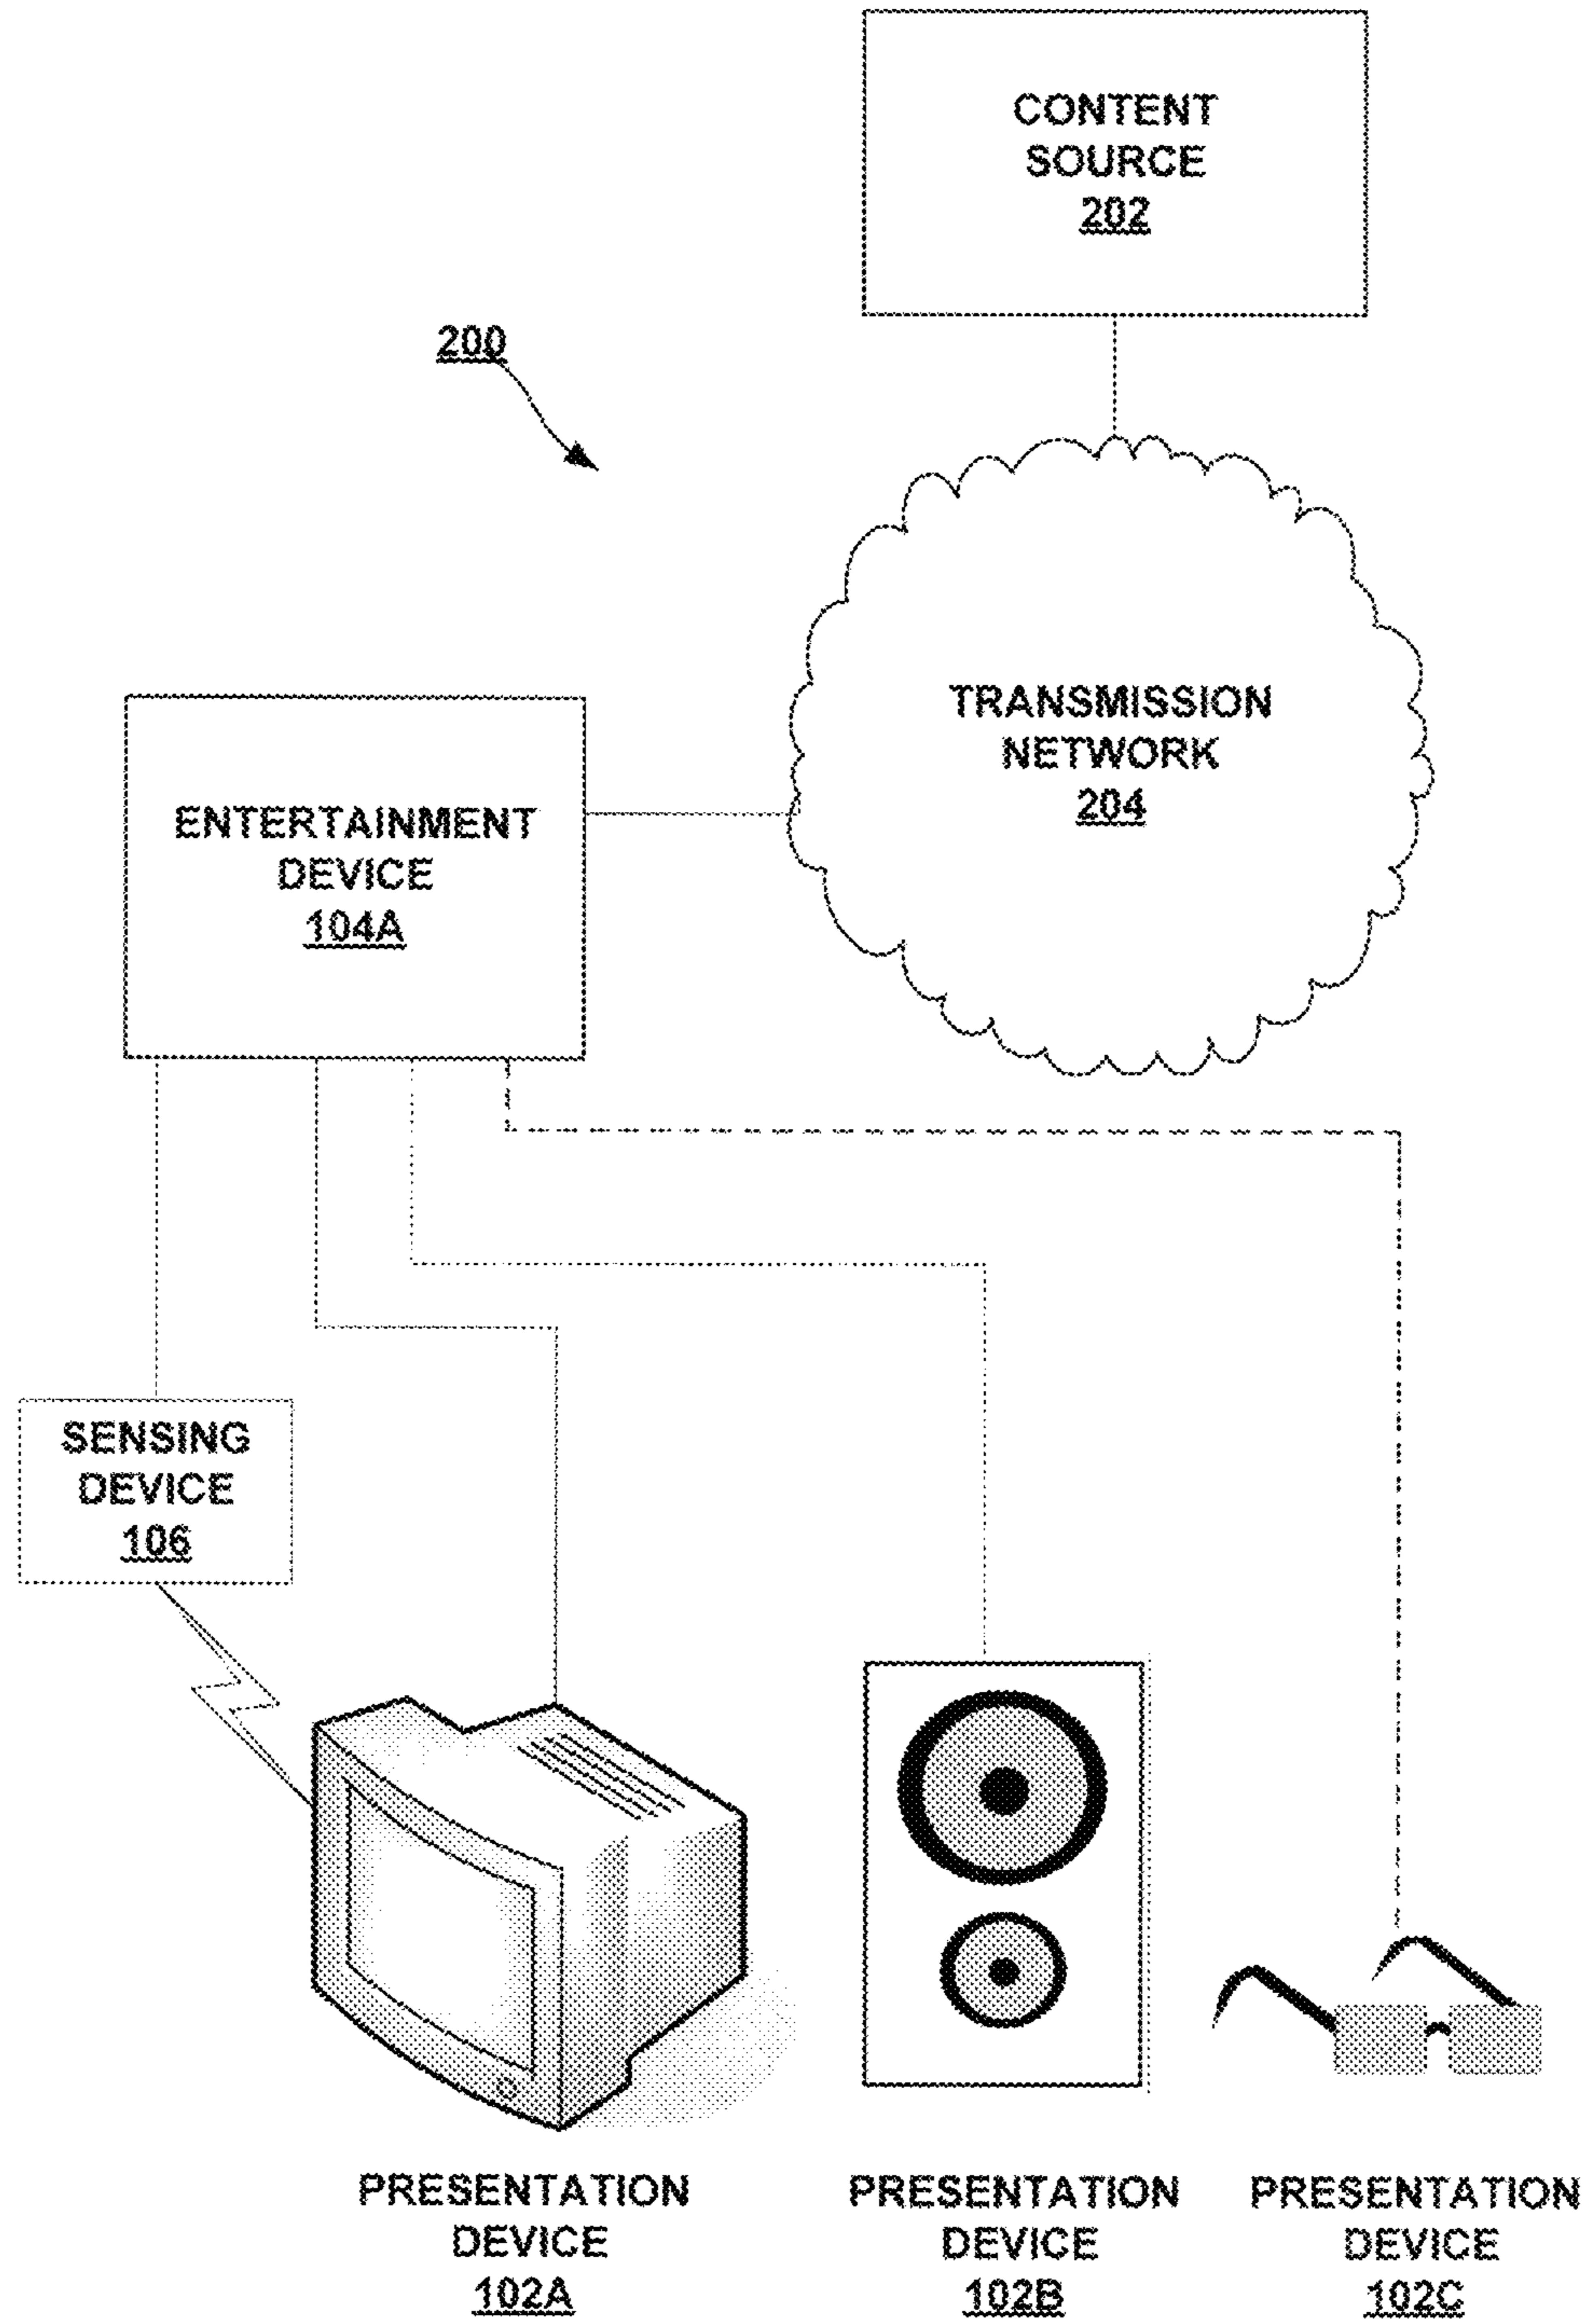 CONTENT
SOURCE
202
200
TRANSMISSION
NETWORK
204
ENTERTAINMENT
DEVICE
104A
SENSING
DEVICE
106
PRESENTATION
DEVICE
102A
PRESENTATION
DEVICE
102B
PRESENTATION
DEVICE
102C